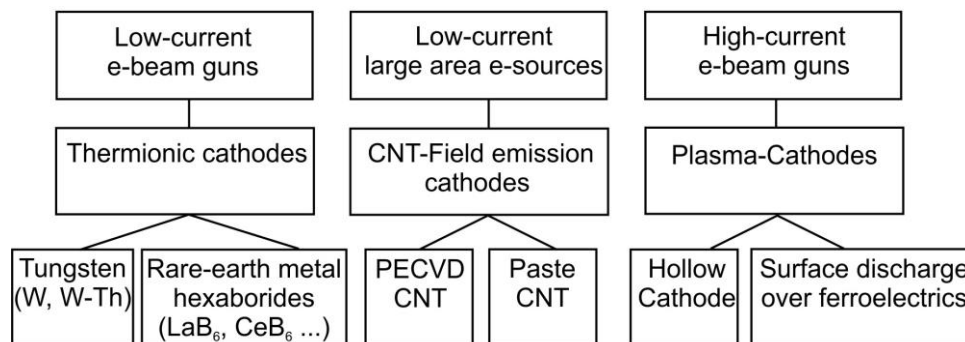 Low-current
e-beam guns
Low-current
large area e-sources
High-current
e-beam guns
Thermionic cathodes
CNT-Field emission
cathodes
Plasma-Cathodes
Tungsten
(W, W-Th)
Rare-earth metal
hexaborides
(LaB₆, CeB₆ ...)
PECVD
CNT
Paste
CNT
Hollow
Cathode
Surface discharge
over ferroelectrics